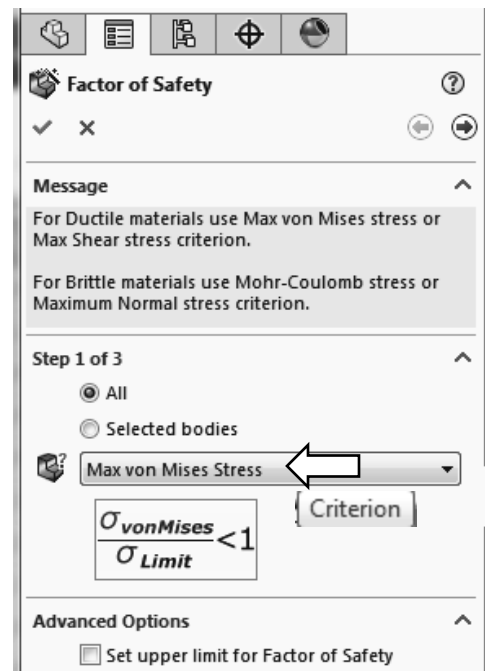 Factor of Safety
Message
For Ductile materials use Max von Mises stress or
Max Shear stress criterion.
For Brittle materials use Mohr-Coulomb stress or
Maximum Normal stress criterion.
Step 1 of 3
All
Selected bodies
Max von Mises Stress
Criterion
σ vonMises
σ Limit
<1
Advanced Options
Set upper limit for Factor of Safety